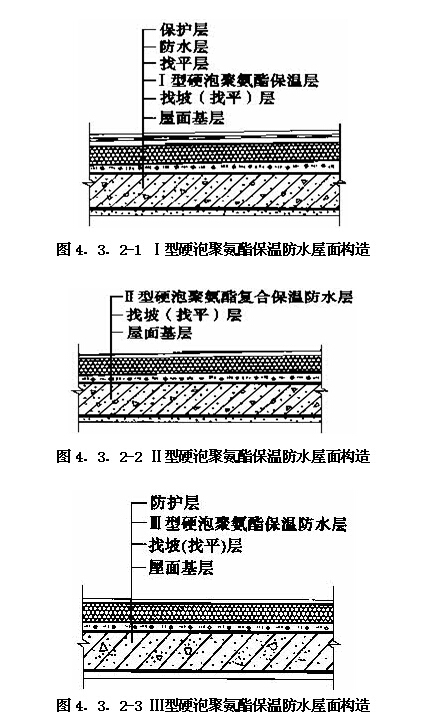 保护层
防水层
找平层
Ⅰ型硬泡聚氨酯保温层
找坡（找平）层
屋面基层
图4. 3. 2-1 Ⅰ型硬泡聚氨酯保温防水屋面构造
Ⅱ型硬泡聚氨酯复合保温防水层
找坡（找平）层
屋面基层
图4. 3. 2-2 Ⅱ型硬泡聚氨酯保温防水屋面构造
防护层
Ⅲ型硬泡聚氨酯保温防水层
找坡(找平)层
屋面基层
图4. 3. 2-3 Ⅲ型硬泡聚氨酯保温防水屋面构造